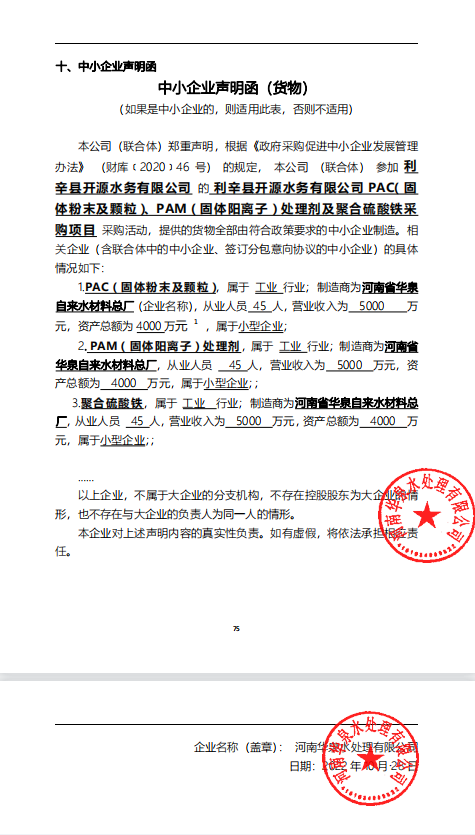 十、中小企业声明函
中小企业声明函（货物）
（如果是中小企业的，则适用此表，否则不适用）
本公司（联合体）郑重声明，根据《政府采购促进中小企业发展管理
办法》（财库﹝2020﹞46 号）的规定，本公司（联合体）参加 利
辛县开源水务有限公司 的 利辛县开源水务有限公司 PAC（固
体粉末及颗粒）、PAM（固体阳离子）处理剂及聚合硫酸铁采
购项目 采购活动，提供的货物全部由符合政策要求的中小企业制造。相
关企业（含联合体中的中小企业、签订分包意向协议的中小企业）的具体
情况如下：
1.PAC（固体粉末及颗粒），属于 工业 行业；制造商为河南省华泉
自来水材料总厂（企业名称），从业人员 45 人，营业收入为 5000 万
元，资产总额为 4000 万元 1 ，属于小型企业；
2. PAM（固体阳离子）处理剂，属于 工业 行业；制造商为河南省
华泉自来水材料总厂，从业人员 45 人，营业收入为 5000 万元，资
产总额为 4000 万元，属于小型企业；;
3.聚合硫酸铁，属于 工业 行业；制造商为河南省华泉自来水材料总
厂，从业人员 45 人，营业收入为 5000 万元，资产总额为 4000 万
元，属于小型企业；;
……
以上企业，不属于大企业的分支机构，不存在控股股东为大企业的情
形，也不存在与大企业的负责人为同一人的情形。
本企业对上述声明内容的真实性负责。如有虚假，将依法承担相应责
任。
河南华泉水处理有限公司
75
企业名称（盖章）： 河南华泉水处理有限公司
日期：
河南华泉水处理有限公司